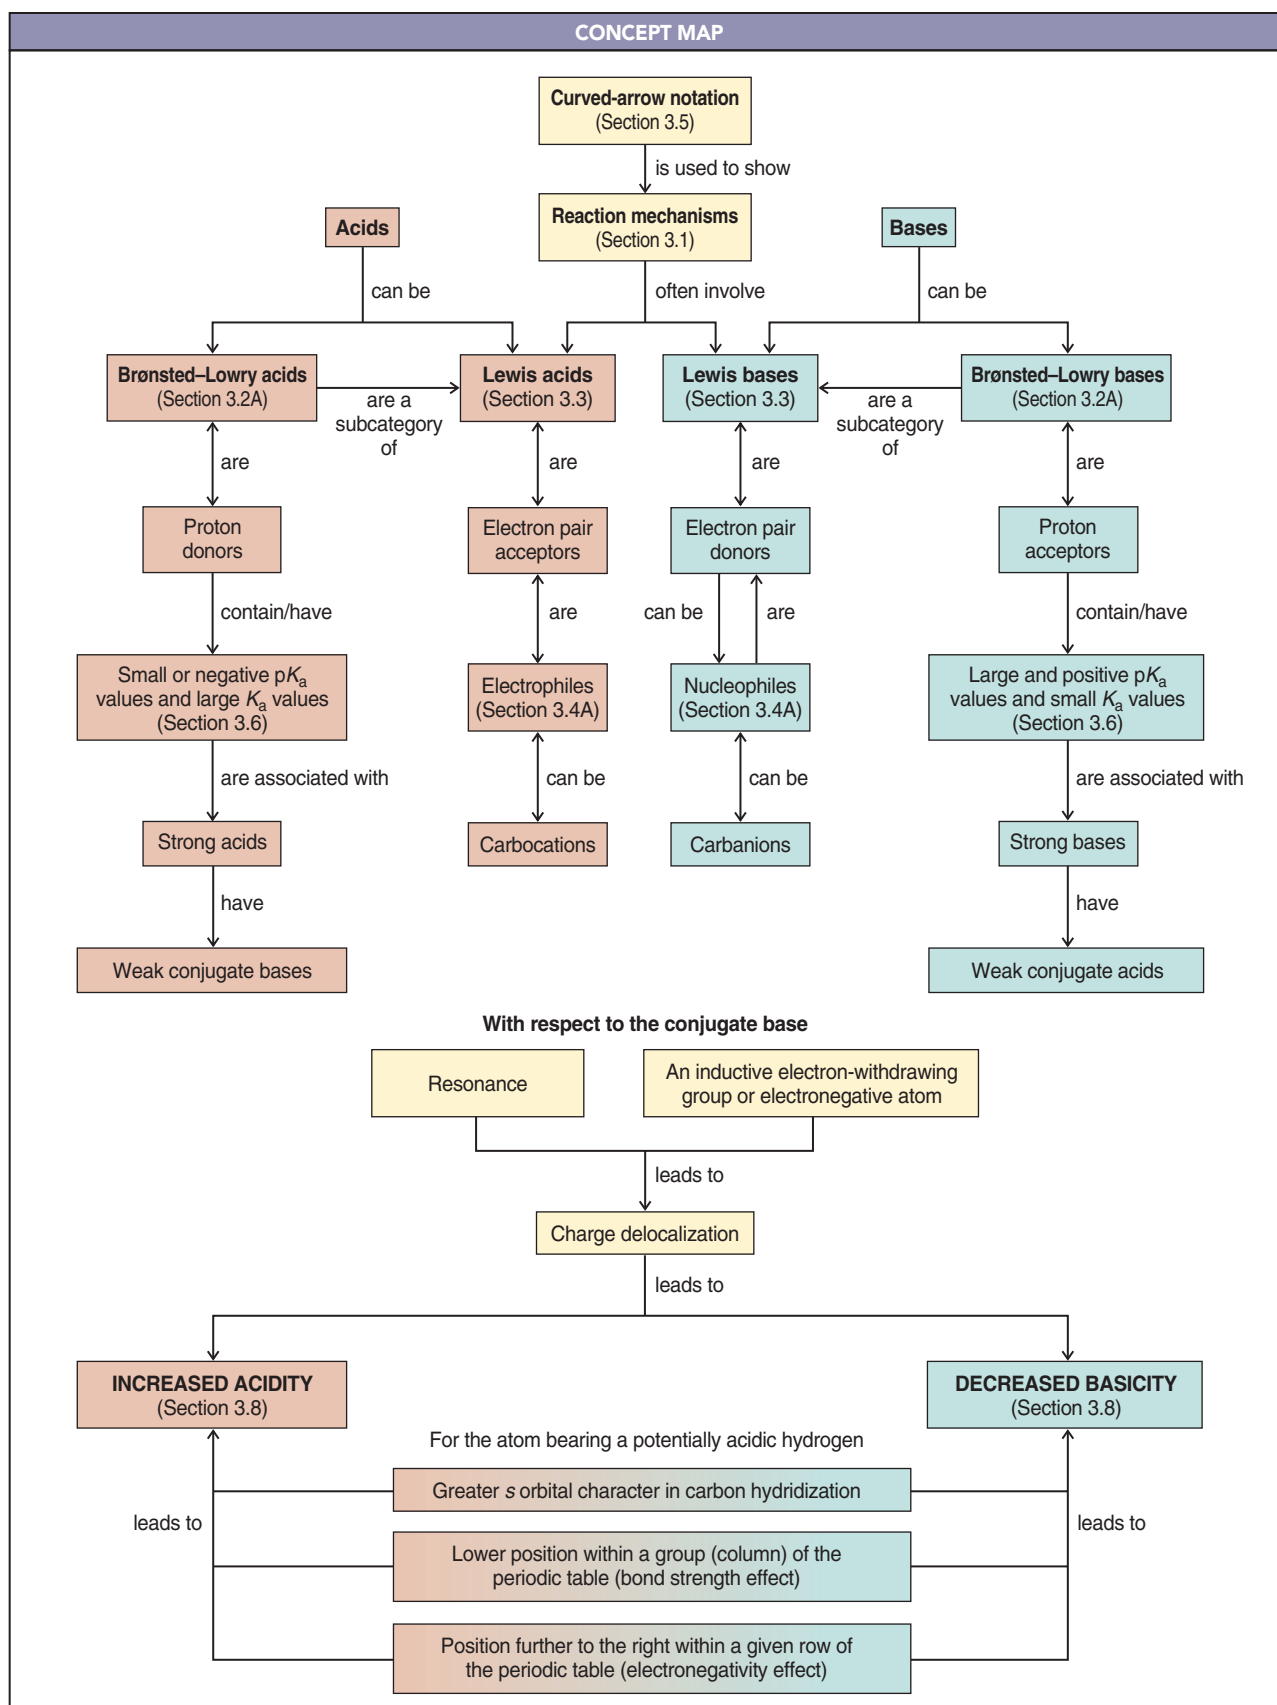 CONCEPT MAP
Curved-arrow notation
(Section 3.5)
is used to show
Reaction mechanisms
(Section 3.1)
Acids
Bases
can be
often involve
can be
Brønsted–Lowry acids
(Section 3.2A)
Lewis acids
(Section 3.3)
Lewis bases
(Section 3.3)
Brønsted–Lowry bases
(Section 3.2A)
are a
subcategory
of
are a
subcategory
of
are
are
are
are
Proton
donors
Electron pair
acceptors
Electron pair
donors
Proton
acceptors
contain/have
are
can be
are
contain/have
Small or negative pKa
values and large Ka values
(Section 3.6)
Electrophiles
(Section 3.4A)
Nucleophiles
(Section 3.4A)
Large and positive pKa
values and small Ka values
(Section 3.6)
are associated with
can be
can be
are associated with
Strong acids
Carbocations
Carbanions
Strong bases
have
have
Weak conjugate bases
Weak conjugate acids
With respect to the conjugate base
Resonance
An inductive electron-withdrawing
group or electronegative atom
leads to
Charge delocalization
leads to
INCREASED ACIDITY
(Section 3.8)
DECREASED BASICITY
(Section 3.8)
For the atom bearing a potentially acidic hydrogen
Greater s orbital character in carbon hydridization
leads to
leads to
Lower position within a group (column) of the
periodic table (bond strength effect)
Position further to the right within a given row of
the periodic table (electronegativity effect)